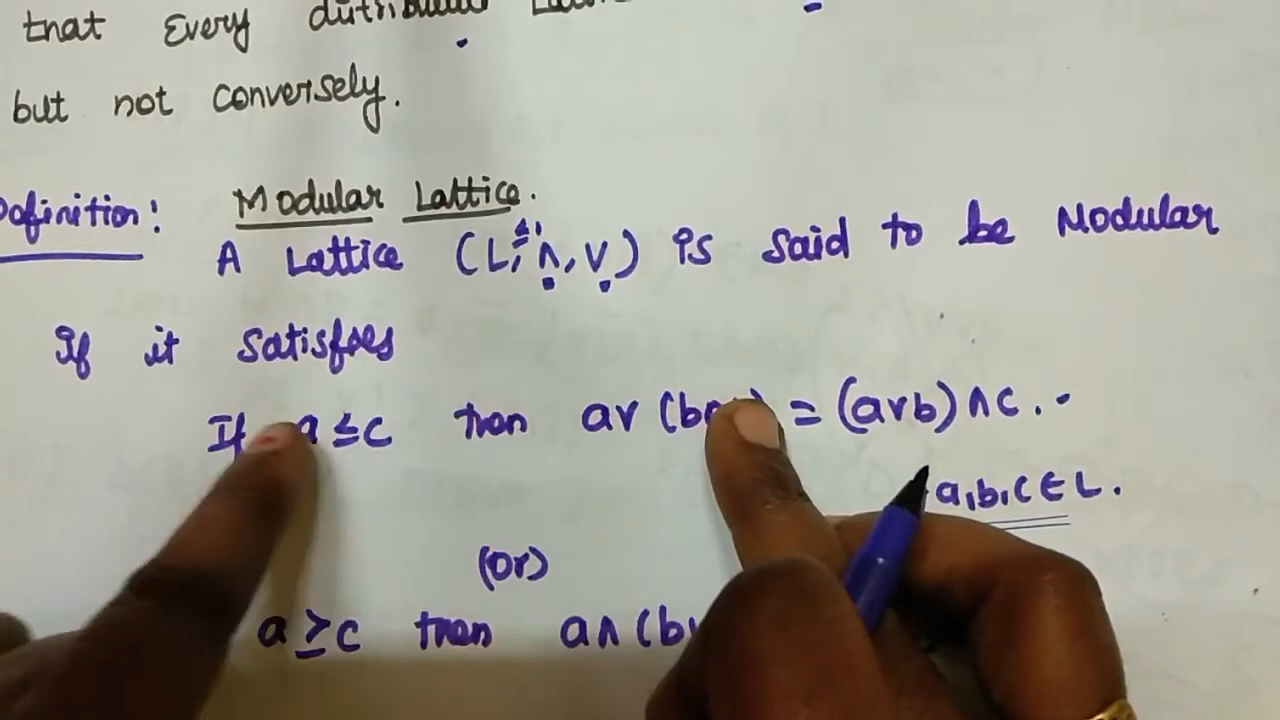 that Every
but not conversely.
Definition: Modular Lattice.
A Lattice (L, ≤, ∧, ∨) is said to be Modular
If it satisfies
If a ≤ c then a∨(b = (a∨b) ∧ c.
a, b, c ∈ L.
(or)
a ≥ c then a∧(b